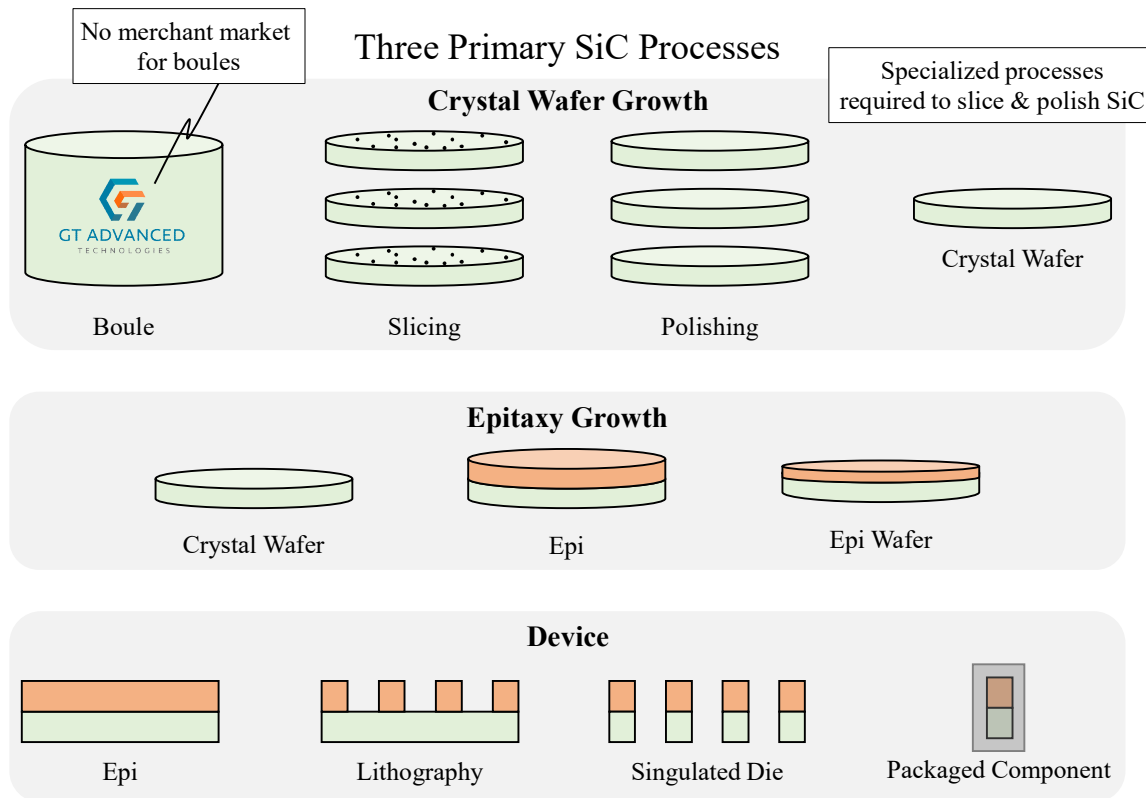 No merchant market
for boules
Three Primary SiC Processes
Specialized processes
required to slice & polish SiC
Crystal Wafer Growth
GT ADVANCED
TECHNOLOGIES
Crystal Wafer
Boule
Slicing
Polishing
Epitaxy Growth
Crystal Wafer
Epi
Epi Wafer
Device
Epi
Lithography
Singulated Die
Packaged Component